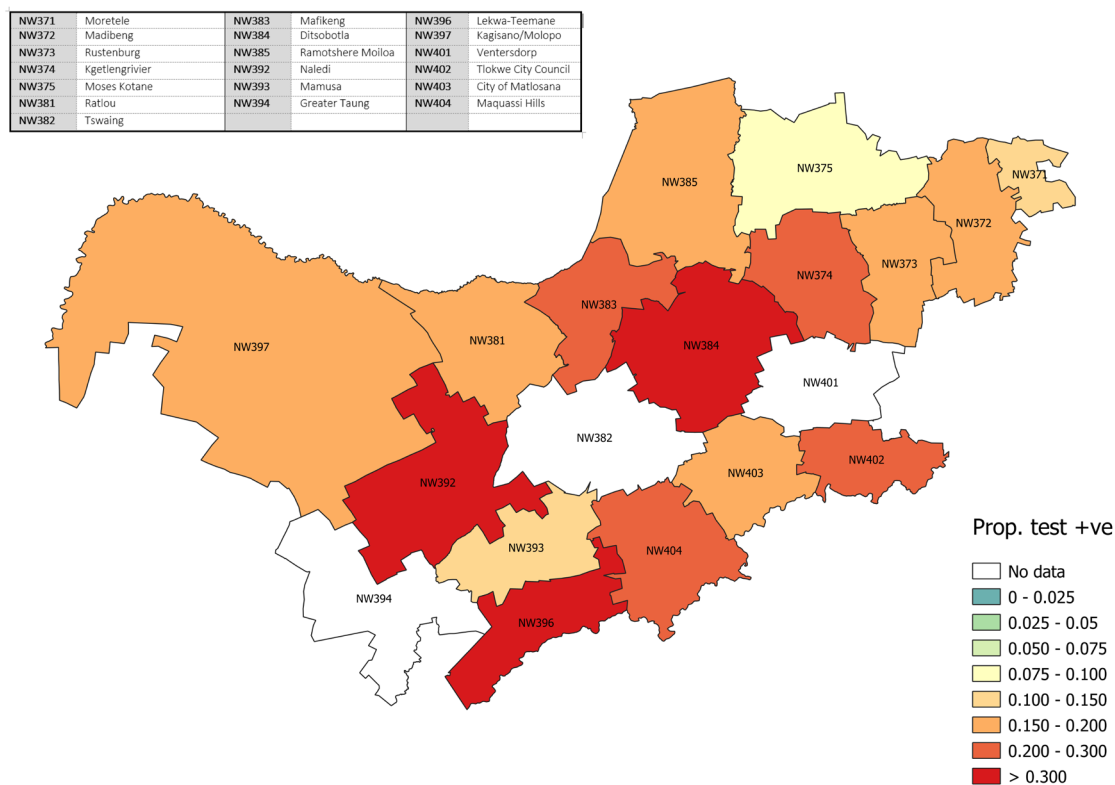 NW371 Moretele NW383 Mafikeng NW396 Lekwa-Teemane
NW372 Madibeng NW384 Ditsobotla NW397 Kagisano/Molopo
NW373 Rustenburg NW385 Ramotshere Moiloa NW401 Ventersdorp
NW374 Kgetlengrivier NW392 Naledi NW402 Tlokwe City Council
NW375 Moses Kotane NW393 Mamusa NW403 City of Matlosana
NW381 Ratlou NW394 Greater Taung NW404 Maquassi Hills
NW382 Tswaing
NW375
NW371
NW385
NW372
NW373
NW374
NW383
NW381
NW384
NW397
NW401
NW382
NW402
NW403
NW392
NW393
NW404
NW394
NW396
Prop. test +ve
No data
0 - 0.025
0.025 - 0.05
0.050 - 0.075
0.075 - 0.100
0.100 - 0.150
0.150 - 0.200
0.200 - 0.300
> 0.300